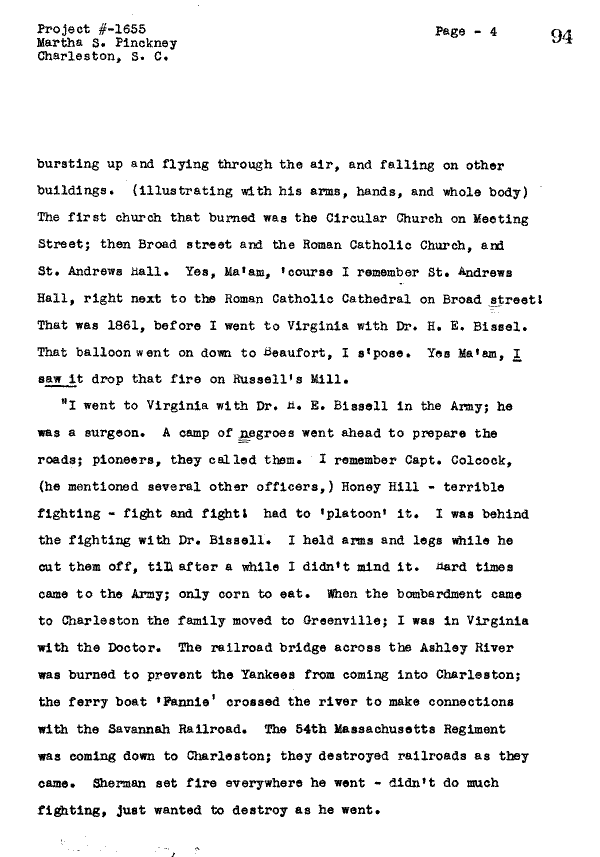 Project #-1655
Martha S. Pinckney
Charleston, S. C.
Page - 4
94
bursting up and flying through the air, and falling on other
buildings. (illustrating with his arms, hands, and whole body)
The first church that burned was the Circular Church on Meeting
Street; then Broad street and the Roman Catholic Church, and
St. Andrews Hall. Yes, Ma'am, 'course I remember St. Andrews
Hall, right next to the Roman Catholic Cathedral on Broad street!
That was 1861, before I went to Virginia with Dr. H. E. Bissel.
That balloon went on down to Beaufort, I s'pose. Yes Ma'am, I
saw it drop that fire on Russell's Mill.
"I went to Virginia with Dr. H. E. Bissell in the Army; he
was a surgeon. A camp of negroes went ahead to prepare the
roads; pioneers, they called them. I remember Capt. Colcock,
(he mentioned several other officers,) Honey Hill - terrible
fighting - fight and fight! had to 'platoon' it. I was behind
the fighting with Dr. Bissell. I held arms and legs while he
cut them off, till after a while I didn't mind it. Hard times
came to the Army; only corn to eat. When the bombardment came
to Charleston the family moved to Greenville; I was in Virginia
with the Doctor. The railroad bridge across the Ashley River
was burned to prevent the Yankees from coming into Charleston;
the ferry boat 'Fannie' crossed the river to make connections
with the Savannah Railroad. The 54th Massachusetts Regiment
was coming down to Charleston; they destroyed railroads as they
came. Sherman set fire everywhere he went - didn't do much
fighting, just wanted to destroy as he went.